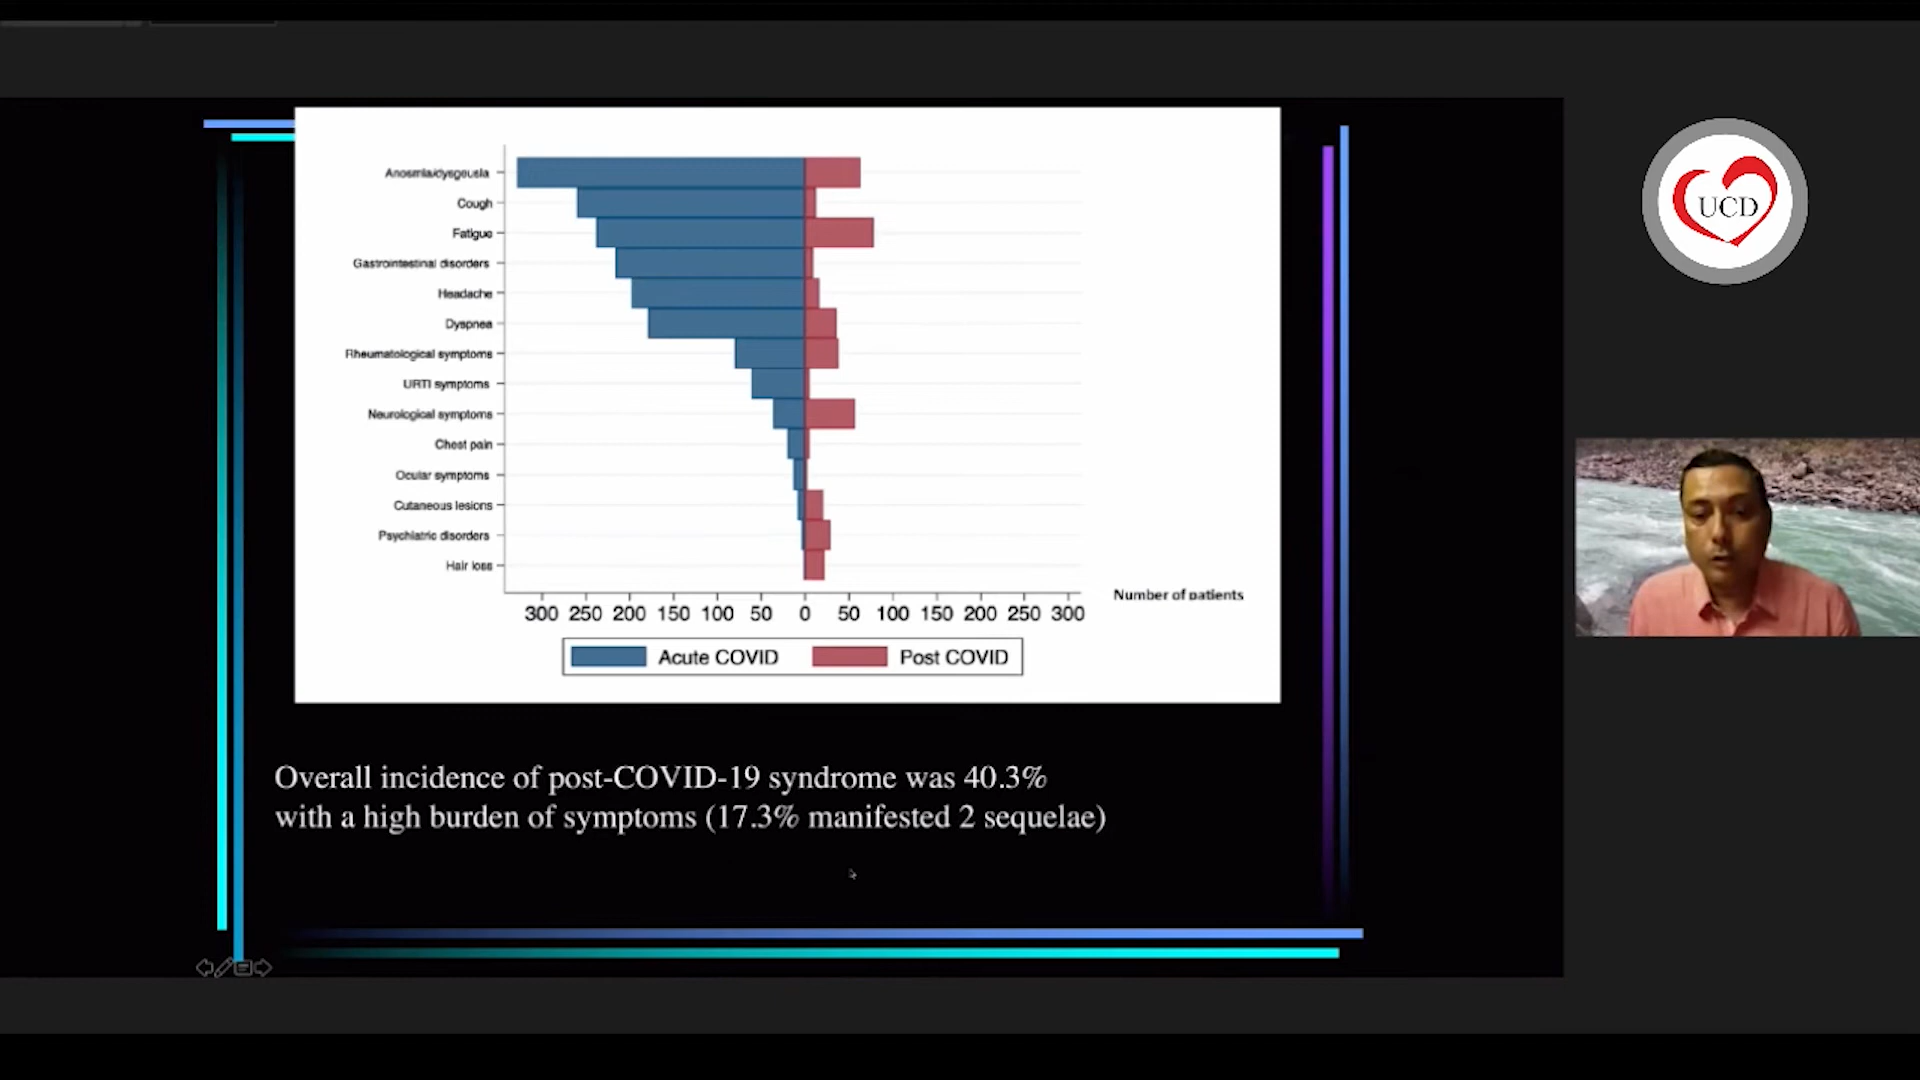 UCD
Anosmia/dysgeusia
Cough
Fatigue
Gastrointestinal disorders
Headache
Dyspnea
Rheumatological symptoms
URTI symptoms
Neurological symptoms
Chest pain
Ocular symptoms
Cutaneous lesions
Psychiatric disorders
Hair loss
300 250 200 150 100 50 0 50 100 150 200 250 300
Number of patients
Acute COVID Post COVID
Overall incidence of post-COVID-19 syndrome was 40.3%
with a high burden of symptoms (17.3% manifested 2 sequelae)